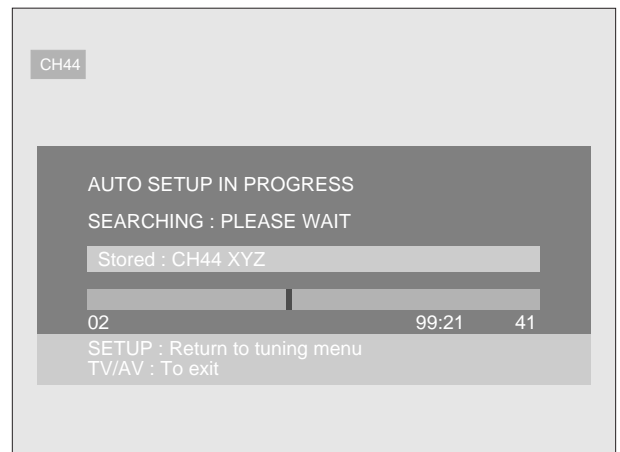 CH44
AUTO SETUP IN PROGRESS
SEARCHING : PLEASE WAIT
Stored : CH44 XYZ
02 99:21 41
SETUP : Return to tuning menu
TV/AV : To exit